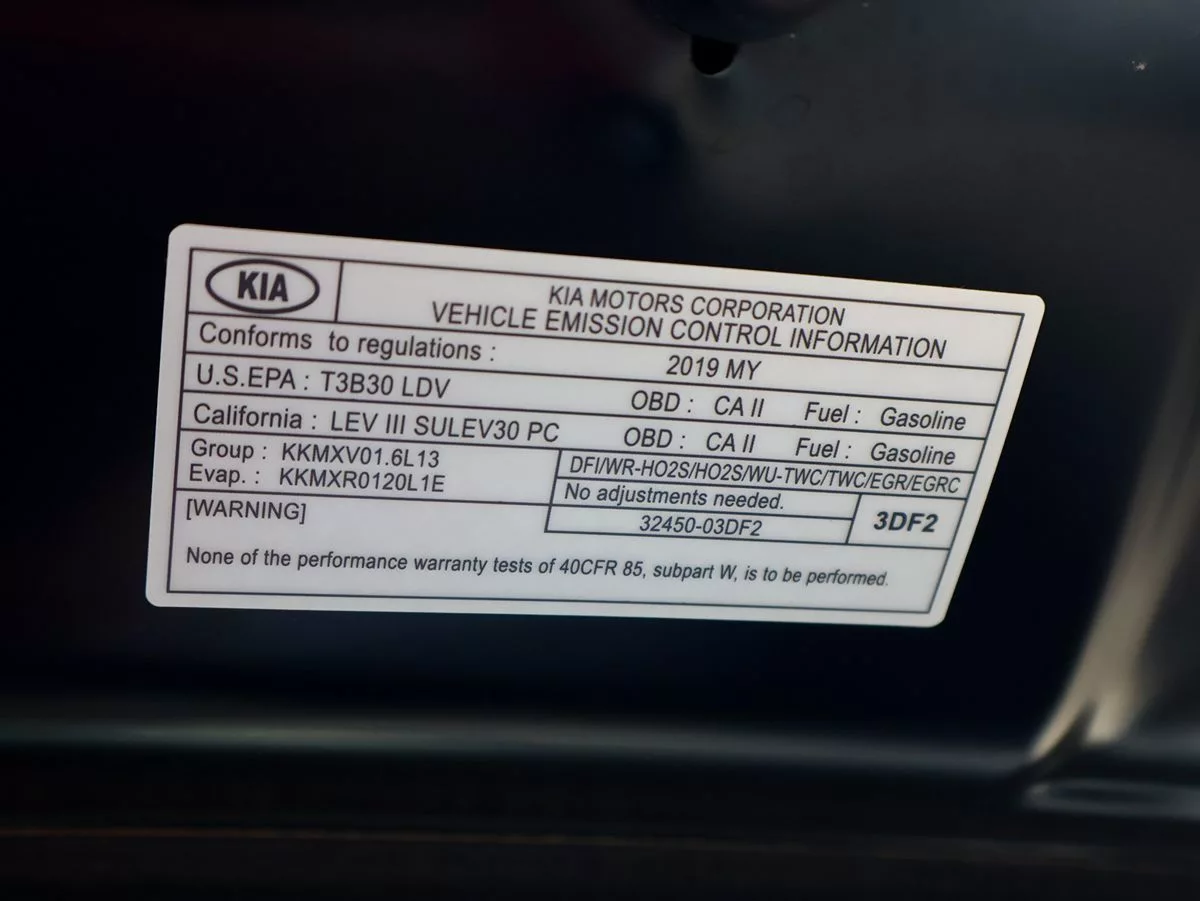 KIA
KIA MOTORS CORPORATION
VEHICLE EMISSION CONTROL INFORMATION
Conforms to regulations : 2019 MY
U.S.EPA : T3B30 LDV OBD : CA II Fuel : Gasoline
California : LEV III SULEV30 PC OBD : CA II Fuel : Gasoline
Group : KKMXV01.6L13
Evap. : KKMXR0120L1E
DFI/WR-HO2S/HO2S/WU-TWC/TWC/EGR/EGRC
No adjustments needed.
32450-03DF2
3DF2
[WARNING]
None of the performance warranty tests of 40CFR 85, subpart W, is to be performed.